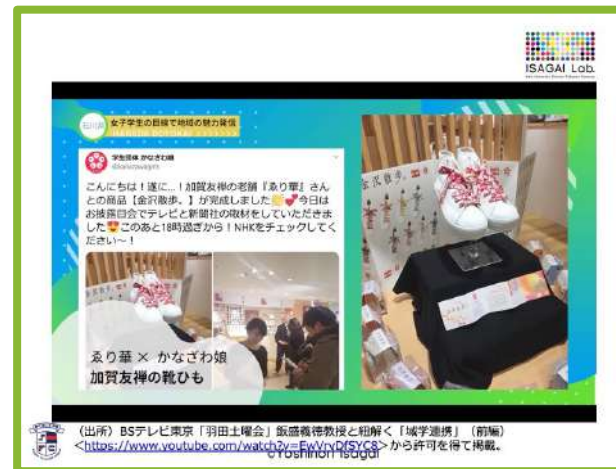 ISAGAI Lab.
石川県
女子学生の目線で地域の魅力発信
学生団体 かなざわ娘
こんにちは！遂に…！加賀友禅の老舗『ゑり華』さん
との商品【金沢散歩。】が完成しました👏💕今日は
お披露目会でテレビと新聞社の取材をしていただきま
した😍このあと18時過ぎから！NHKをチェックしてく
ださい〜！
金沢散歩。
ゑり華 × かなざわ娘
加賀友禅の靴ひも
（出所）BSテレビ東京「羽田土曜会」飯盛義徳教授と紐解く「域学連携」（前編）
<https://www.youtube.com/watch?v=EwVrvDfSYC8>から許可を得て掲載。
©Yoshinori Isagai